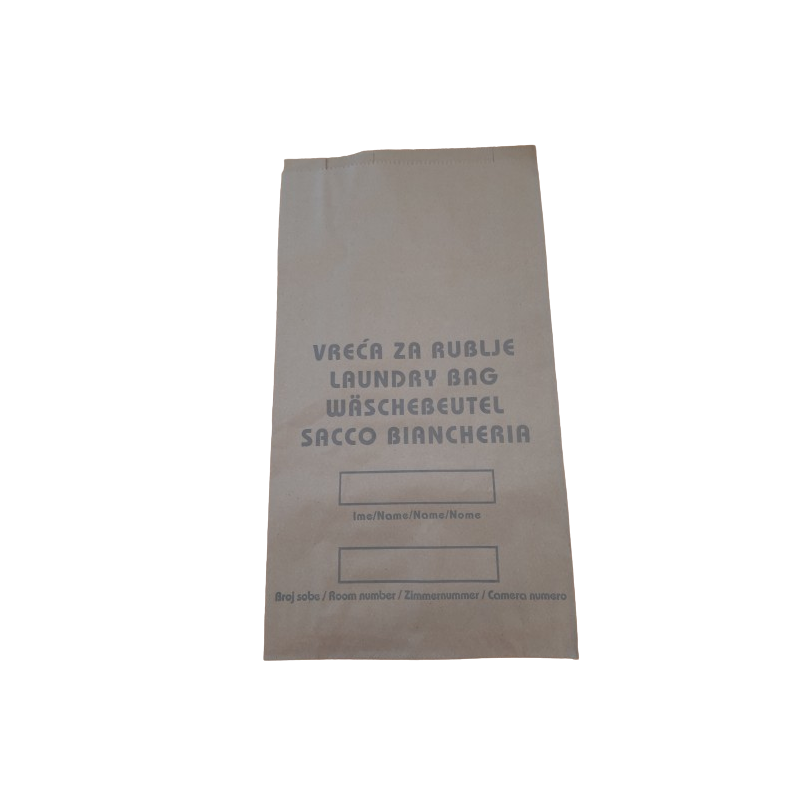 VREĆA ZA RUBLJE
LAUNDRY BAG
WÄSCHEBEUTEL
SACCO BIANCHERIA
Ime/Name/Name/Nome
Broj sobe / Room number / Zimmernummer / Camera numero